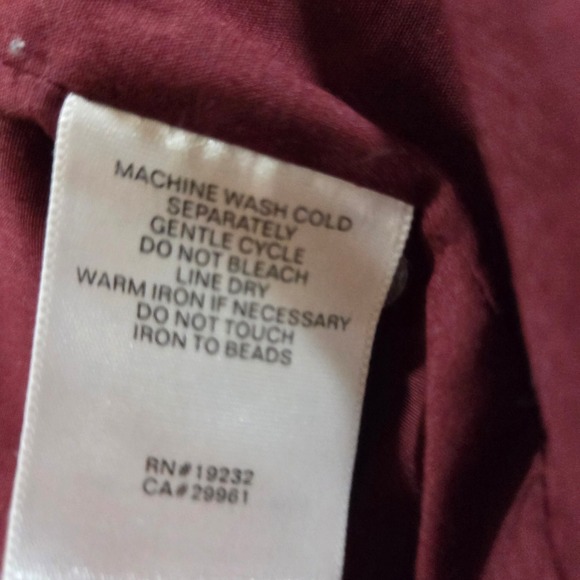 MACHINE WASH COLD
SEPARATELY
GENTLE CYCLE
DO NOT BLEACH
LINE DRY
WARM IRON IF NECESSARY
DO NOT TOUCH
IRON TO BEADS
RN#19232
CA#29961